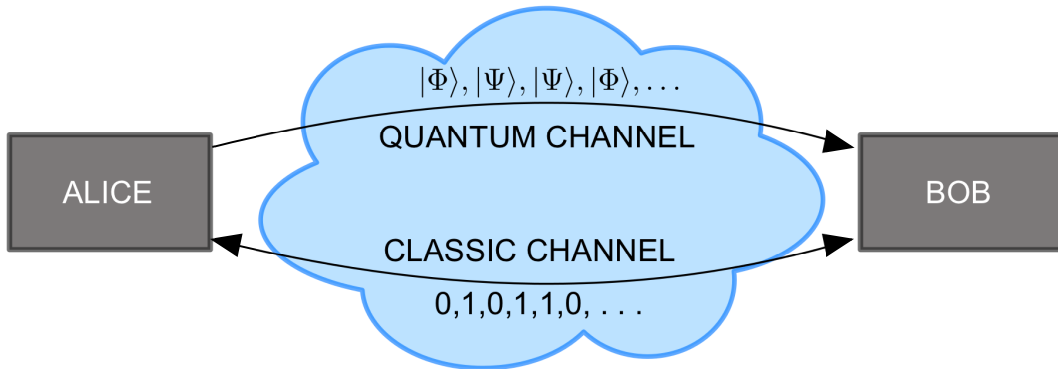 |Φ⟩, |Ψ⟩, |Ψ⟩, |Φ⟩, . . .
QUANTUM CHANNEL
ALICE
BOB
CLASSIC CHANNEL
0,1,0,1,1,0, . . .